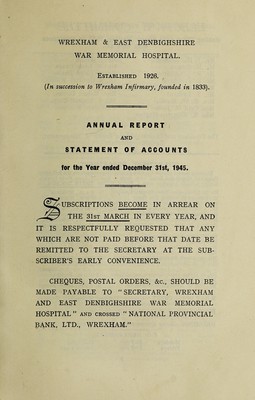 WREXHAM & EAST DENBIGHSHIRE
WAR MEMORIAL HOSPITAL.
ESTABLISHED 1926.
(In succession to Wrexham Infirmary, founded in 1833).
ANNUAL REPORT
AND
STATEMENT OF ACCOUNTS
for the Year ended December 31st, 1945.
SUBSCRIPTIONS BECOME IN ARREAR ON
THE 31ST MARCH IN EVERY YEAR, AND
IT IS RESPECTFULLY REQUESTED THAT ANY
WHICH ARE NOT PAID BEFORE THAT DATE BE
REMITTED TO THE SECRETARY AT THE SUB-
SCRIBER'S EARLY CONVENIENCE.
CHEQUES, POSTAL ORDERS, &c., SHOULD BE
MADE PAYABLE TO "SECRETARY, WREXHAM
AND EAST DENBIGHSHIRE WAR MEMORIAL
HOSPITAL" AND CROSSED "NATIONAL PROVINCIAL
BANK, LTD., WREXHAM."